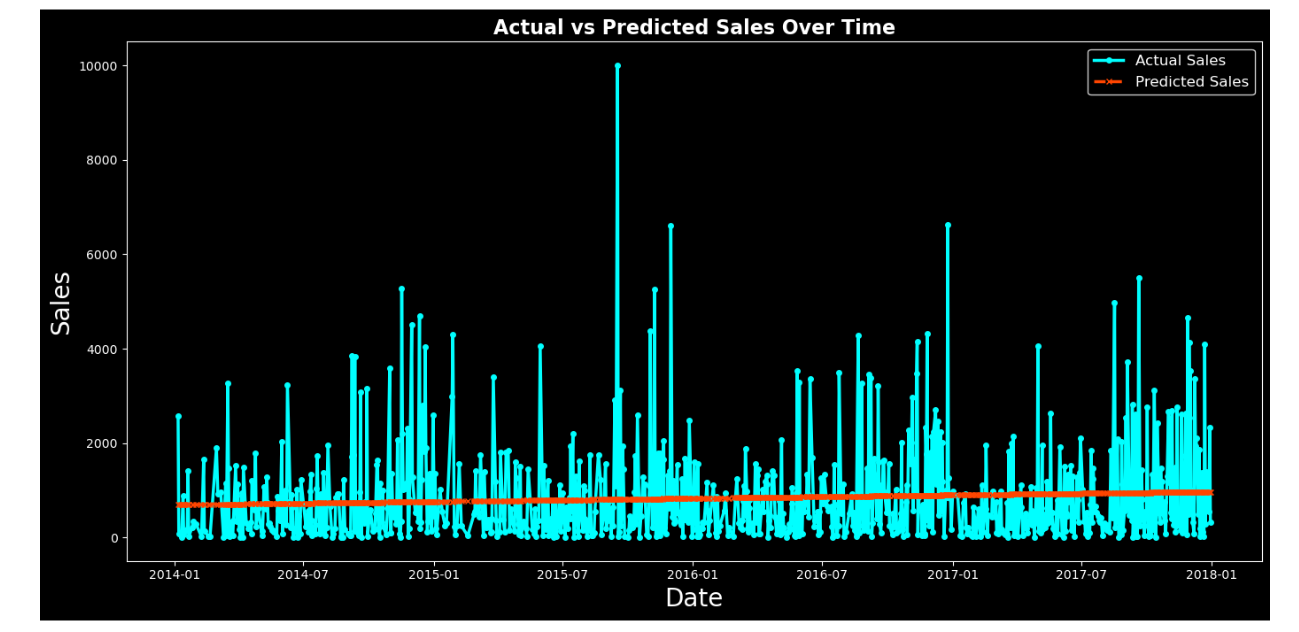 Actual vs Predicted Sales Over Time
Actual Sales
Predicted Sales
10000
8000
6000
4000
2000
0
Sales
2014-01 2014-07 2015-01 2015-07 2016-01 2016-07 2017-01 2017-07 2018-01
Date